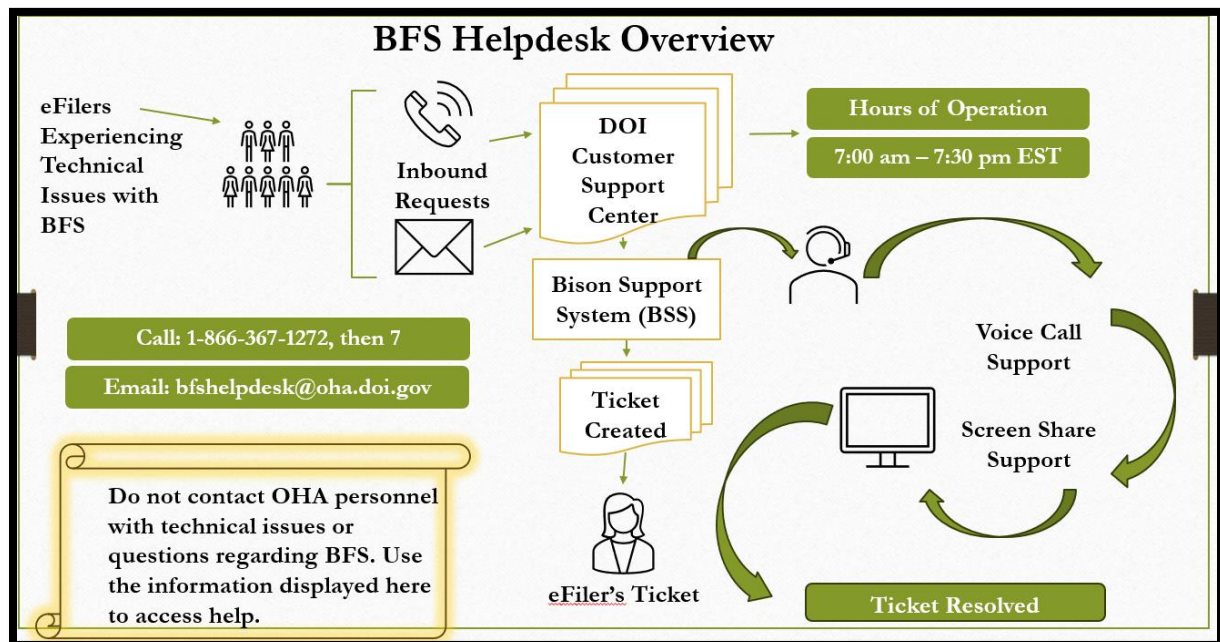 BFS Helpdesk Overview
eFilers
Experiencing
Technical
Issues with
BFS
Inbound
Requests
DOI
Customer
Support
Center
Hours of Operation
7:00 am – 7:30 pm EST
Bison Support
System (BSS)
Call: 1-866-367-1272, then 7
Email: bfshelpdesk@oha.doi.gov
Voice Call
Support
Screen Share
Support
Ticket
Created
Do not contact OHA personnel
with technical issues or
questions regarding BFS. Use
the information displayed here
to access help.
eFiler's Ticket
Ticket Resolved